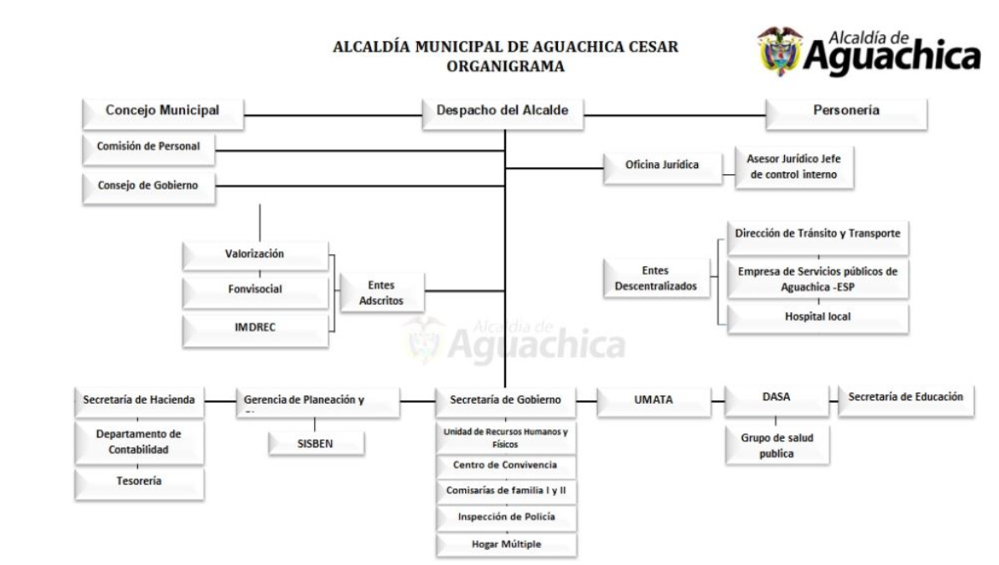 ALCALDÍA MUNICIPAL DE AGUACHICA CESAR
ORGANIGRAMA
Alcaldía de
Aguachica
Concejo Municipal
Despacho del Alcalde
Personería
Comisión de Personal
Consejo de Gobierno
Oficina Jurídica
Asesor Jurídico Jefe
de control interno
Valorización
Fonvisocial
IMDREC
Entes
Adscritos
Entes
Descentralizados
Dirección de Tránsito y Transporte
Empresa de Servicios públicos de
Aguachica -ESP
Hospital local
Alcaldía de
Aguachica
Secretaría de Hacienda
Gerencia de Planeación y
Secretaría de Gobierno
UMATA
DASA
Secretaría de Educación
Departamento de
Contabilidad
Tesorería
SISBEN
Unidad de Recursos Humanos y
Físicos
Centro de Convivencia
Comisarías de familia I y II
Inspección de Policía
Hogar Múltiple
Grupo de salud
publica